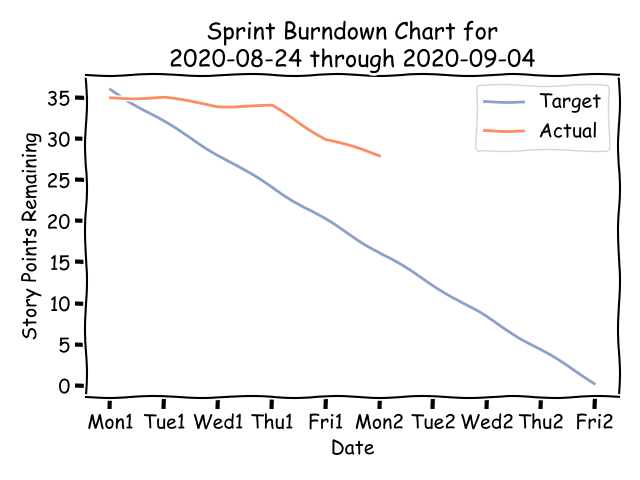 Sprint Burndown Chart for
2020-08-24 through 2020-09-04
Target
Actual
Story Points Remaining
35
30
25
20
15
10
5
0
Mon1 Tue1 Wed1 Thu1 Fri1 Mon2 Tue2 Wed2 Thu2 Fri2
Date